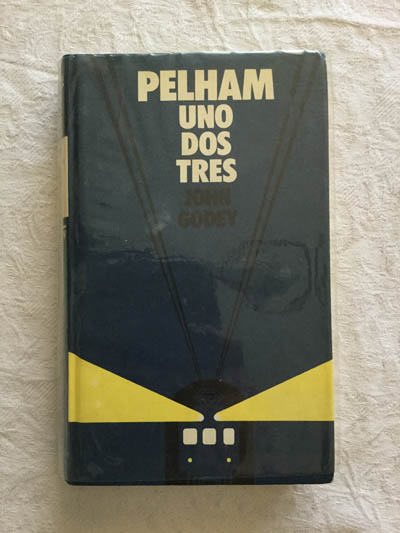 PELHAM
UNO
DOS
TRES
JOHN
GODEY